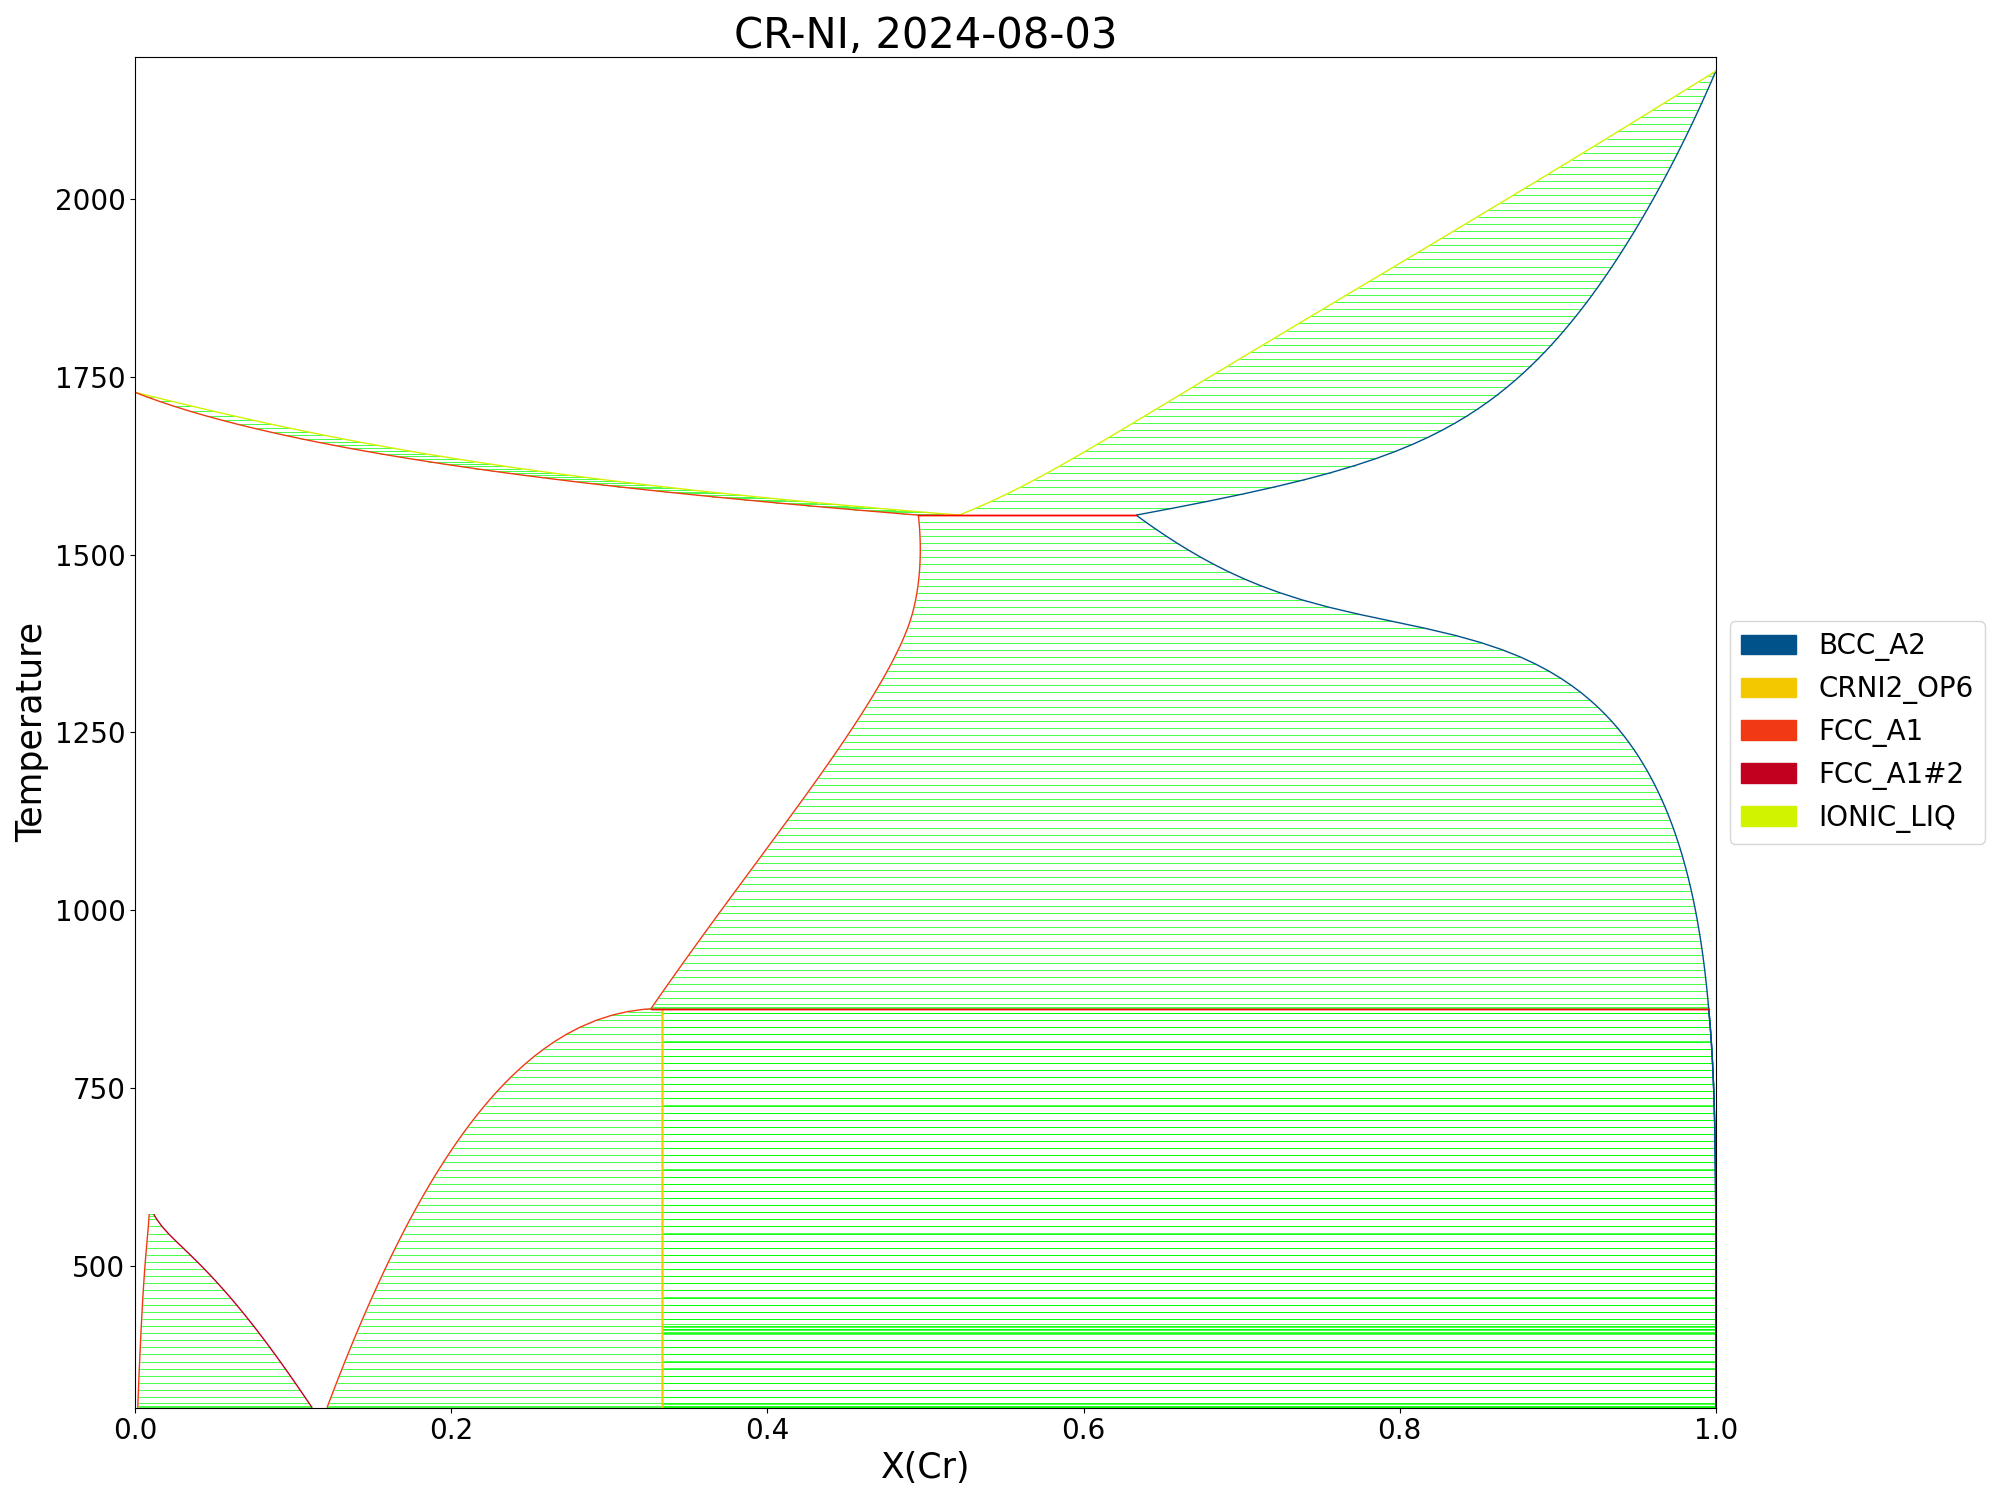 CR-NI, 2024-08-03
Temperature
2000
1750
1500
1250
1000
750
500
0.0
0.2
0.4
0.6
0.8
1.0
X(Cr)
BCC_A2
CRNI2_OP6
FCC_A1
FCC_A1#2
IONIC_LIQ